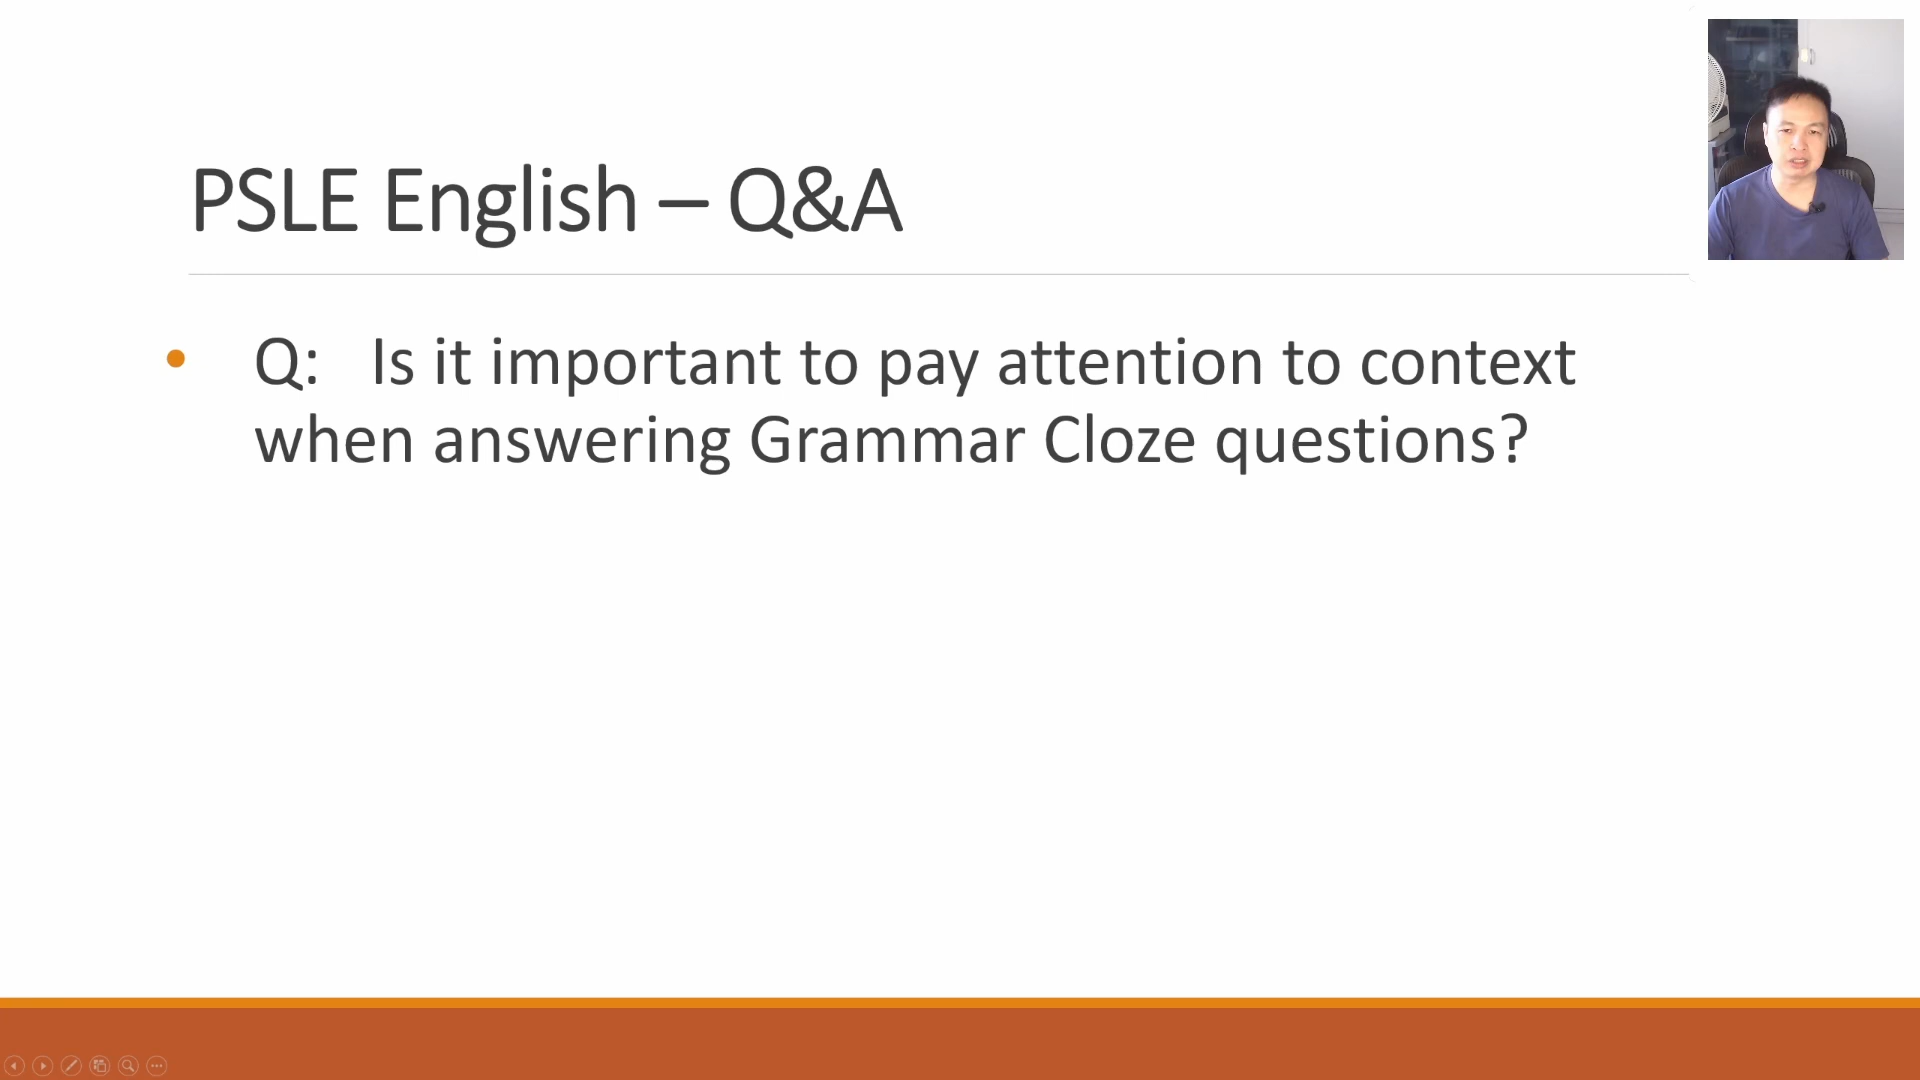 PSLE English – Q&A
• Q: Is it important to pay attention to context
when answering Grammar Cloze questions?